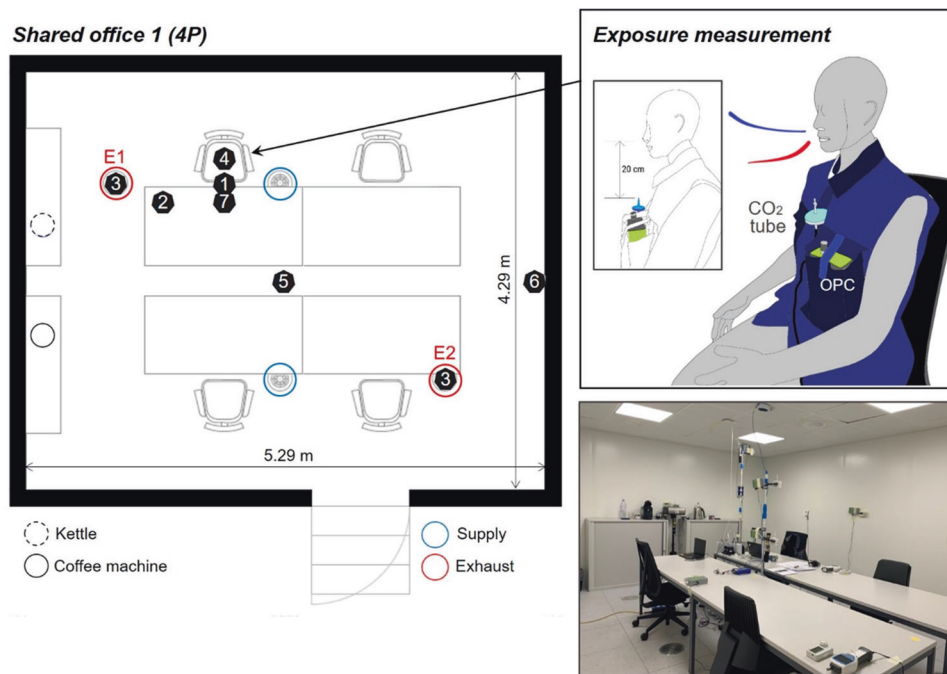 Shared office 1 (4P)
E1
3
4
1
2
7
5
6
E2
3
4.29 m
5.29 m
Kettle
Coffee machine
Supply
Exhaust
Exposure measurement
20 cm
CO₂
tube
OPC